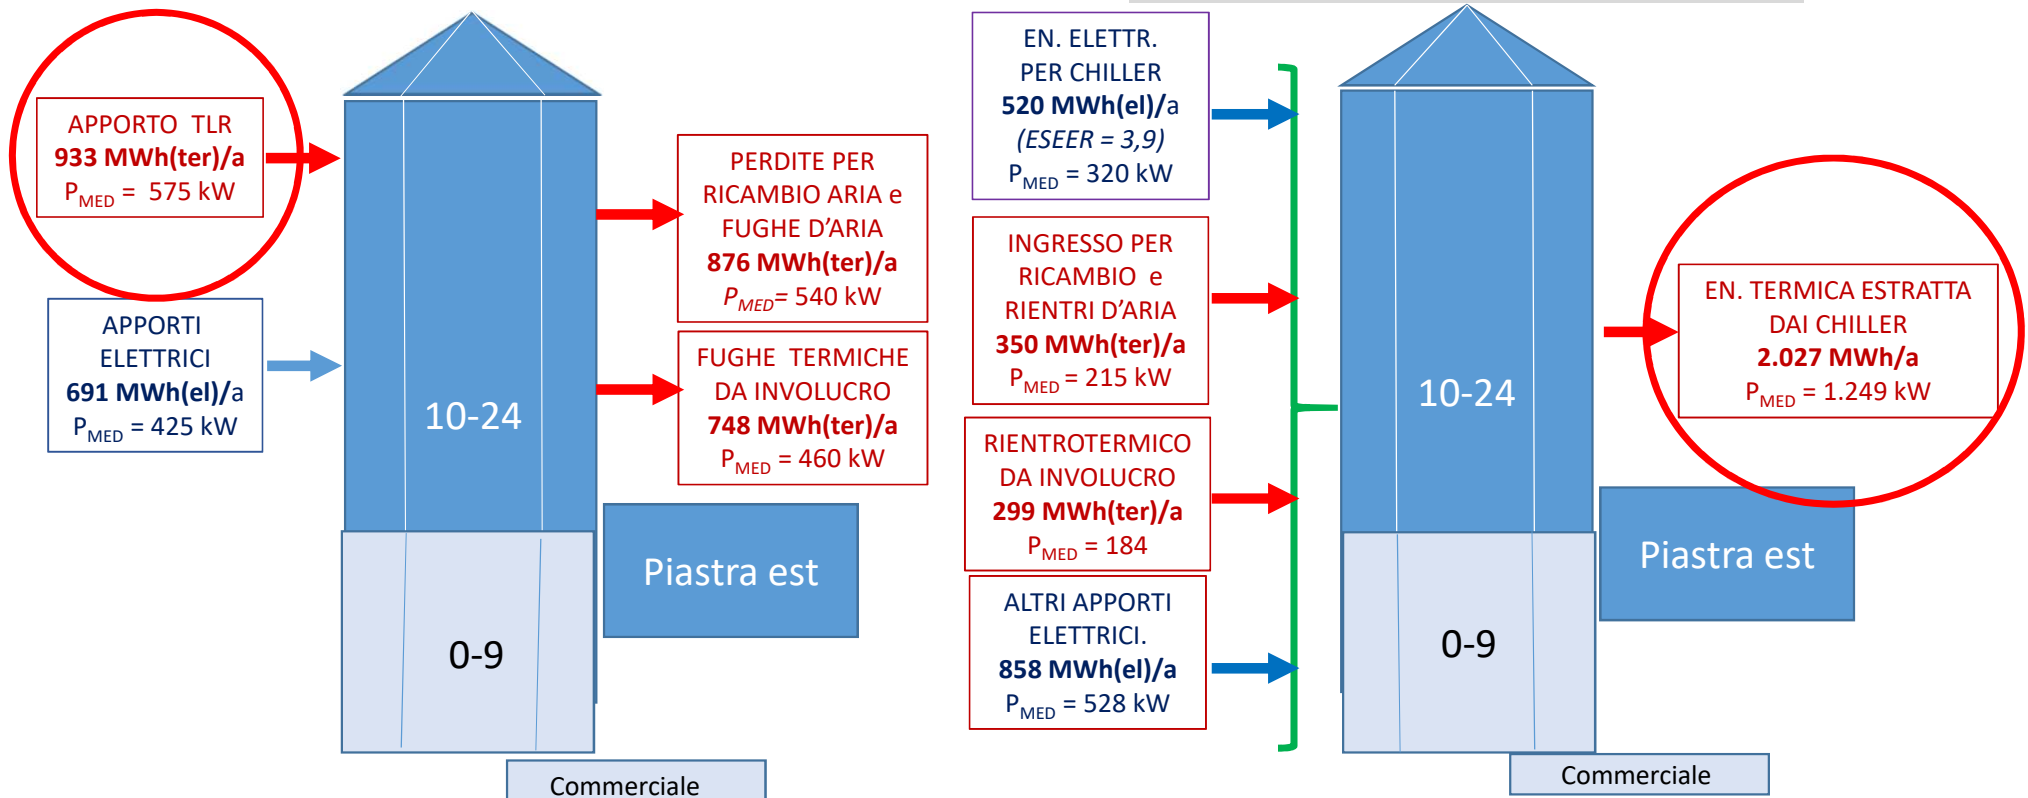 APPORTO TLR
933 MWh(ter)/a
PMED = 575 kW
APPORTI
ELETTRICI
691 MWh(el)/a
PMED = 425 kW
10-24
0-9
PERDITE PER
RICAMBIO ARIA e
FUGHE D'ARIA
876 MWh(ter)/a
PMED= 540 kW
FUGHE TERMICHE
DA INVOLUCRO
748 MWh(ter)/a
PMED = 460 kW
Piastra est
Commerciale
EN. ELETTR.
PER CHILLER
520 MWh(el)/a
(ESEER = 3,9)
PMED = 320 kW
INGRESSO PER
RICAMBIO e
RIENTRI D'ARIA
350 MWh(ter)/a
PMED = 215 kW
RIENTROTERMICO
DA INVOLUCRO
299 MWh(ter)/a
PMED = 184
ALTRI APPORTI
ELETTRICI.
858 MWh(el)/a
PMED = 528 kW
10-24
0-9
EN. TERMICA ESTRATTA
DAI CHILLER
2.027 MWh/a
PMED = 1.249 kW
Piastra est
Commerciale